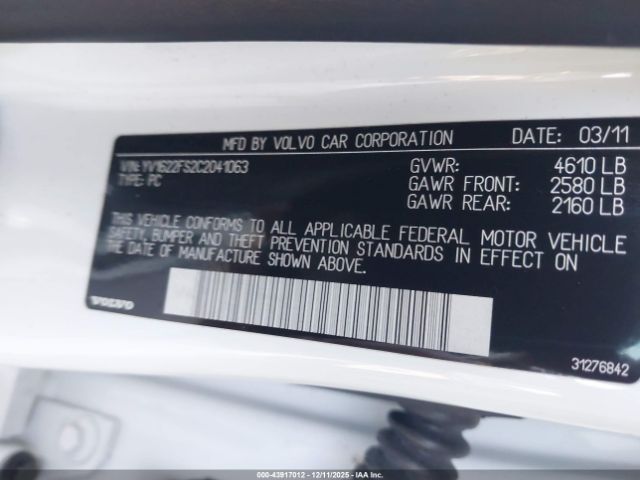 MFD BY VOLVO CAR CORPORATION DATE: 03/11
VIN: YV1622FS2C2041063 GVWR: 4610 LB
TYPE: PC GAWR FRONT: 2580 LB
GAWR REAR: 2160 LB
THIS VEHICLE CONFORMS TO ALL APPLICABLE FEDERAL MOTOR VEHICLE
SAFETY, BUMPER AND THEFT PREVENTION STANDARDS IN EFFECT ON
THE DATE OF MANUFACTURE SHOWN ABOVE.
VOLVO
31276842
000-43917012 - 12/11/2025 - IAA Inc.